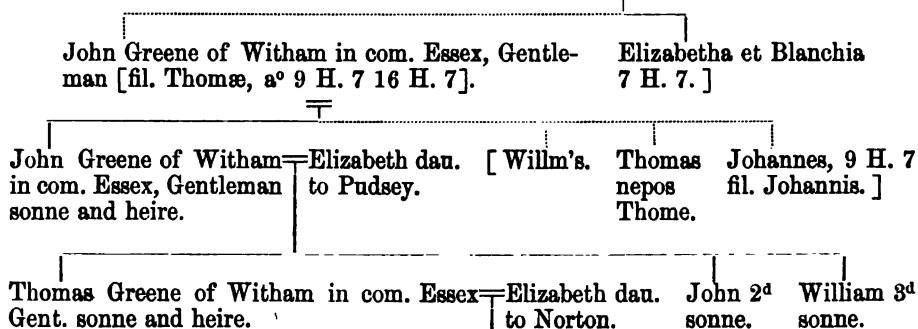 John Greene of Witham in com. Essex, Gentle-
man [fil. Thomæ, aº 9 H. 7 16 H. 7].
Elizabetha et Blanchia
7 H. 7. ]
John Greene of Witham
in com. Essex, Gentleman
sonne and heire.
Elizabeth dau.
to Pudsey.
[ Willm's.
Thomas
nepos
Thome.
Johannes, 9 H. 7
fil. Johannis. ]
Thomas Greene of Witham in com. Essex
Gent. sonne and heire.
Elizabeth dau.
to Norton.
John 2ᵈ
sonne.
William 3ᵈ
sonne.